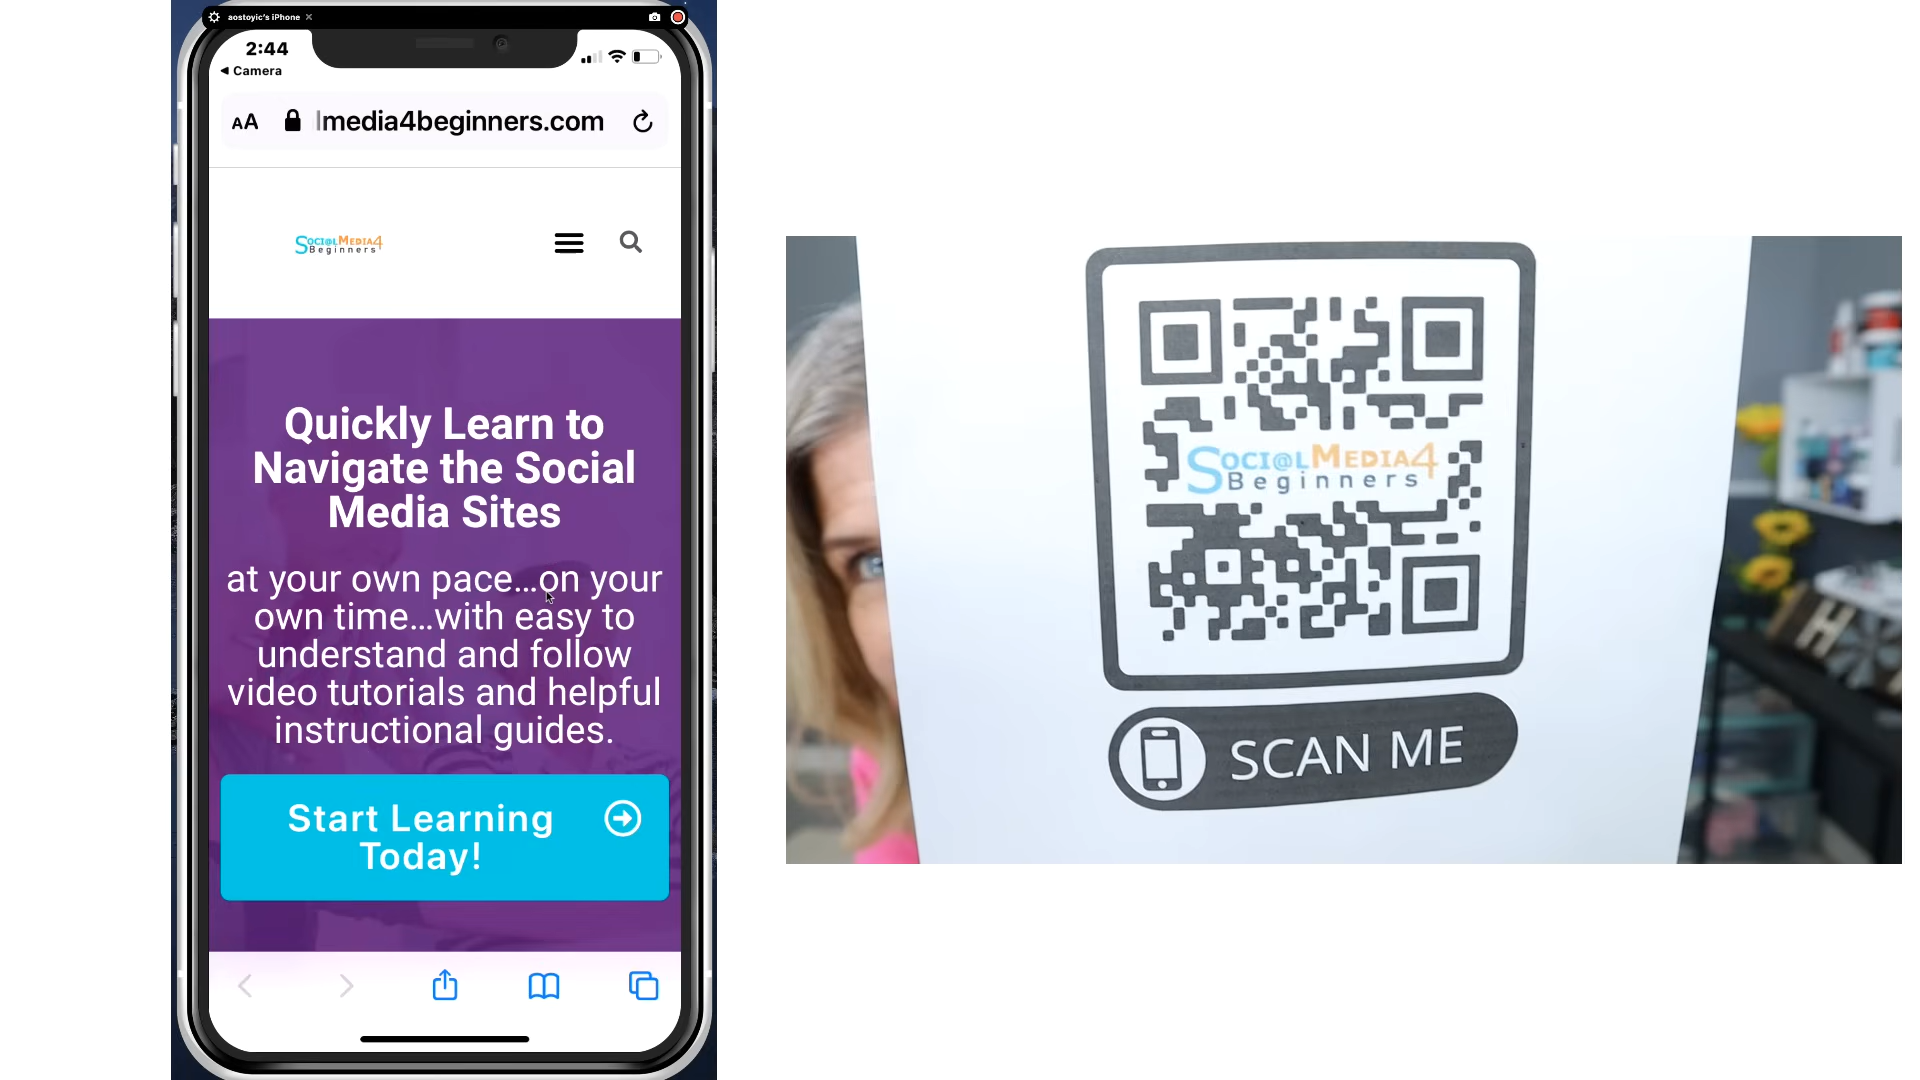 aostoyic's iPhone
2:44
Camera
AA
media4beginners.com
SOCI@LMEDIA4
Beginners
Quickly Learn to
Navigate the Social
Media Sites
at your own pace...on your
own time...with easy to
understand and follow
video tutorials and helpful
instructional guides.
Start Learning
Today!
SOCI@LMEDIA4
Beginners
SCAN ME
H